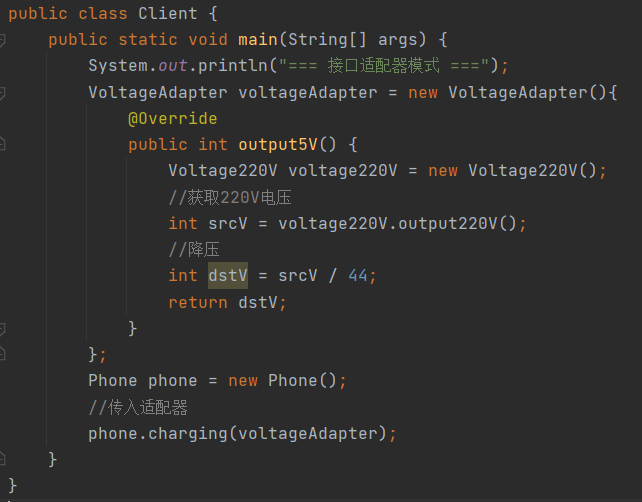 public class Client {
public static void main(String[] args) {
System.out.println("=== 接口适配器模式 ===");
VoltageAdapter voltageAdapter = new VoltageAdapter(){
@Override
public int output5V() {
Voltage220V voltage220V = new Voltage220V();
//获取220V电压
int srcV = voltage220V.output220V();
//降压
int dstV = srcV / 44;
return dstV;
}
};
Phone phone = new Phone();
//传入适配器
phone.charging(voltageAdapter);
}
}